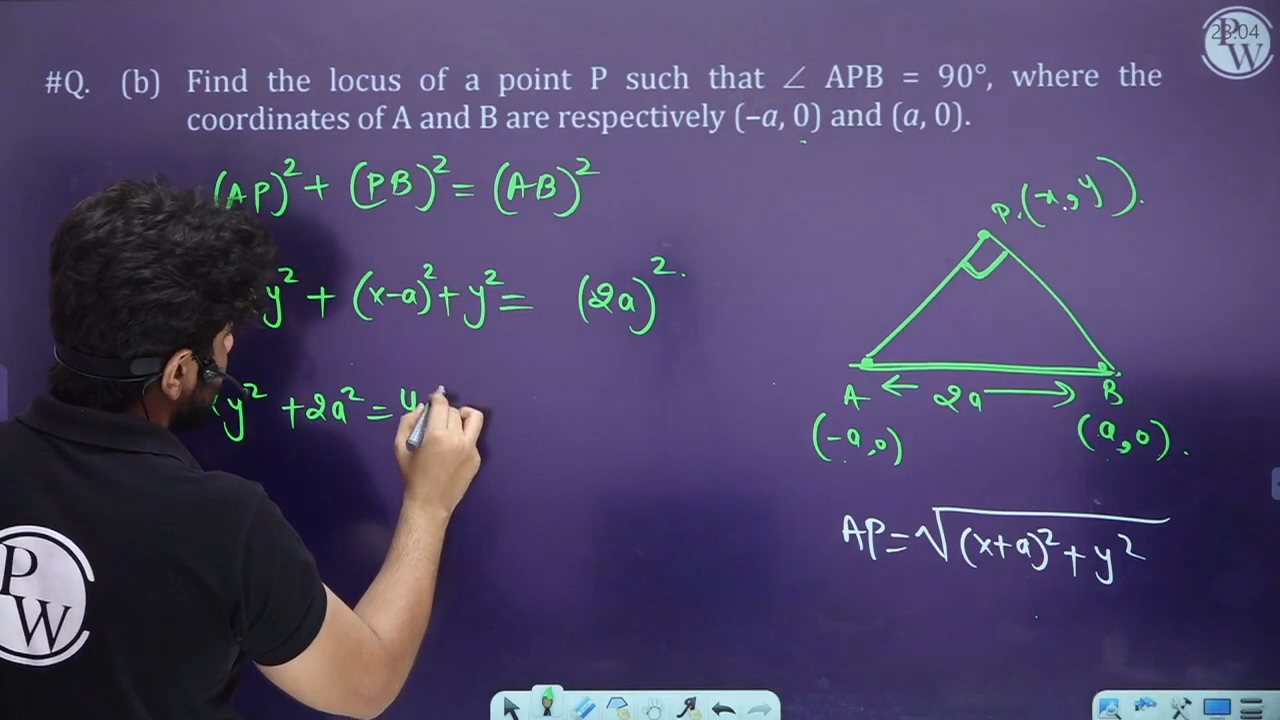 23:04
PW
#Q. (b) Find the locus of a point P such that ∠ APB = 90°, where the
coordinates of A and B are respectively (–a, 0) and (a, 0).
(AP)² + (PB)² = (AB)²
y² + (x-a)² + y² = (2a)².
y² + 2a² = 4
P.(x, y).
A ← 2a → B
(-a,0) (a,0).
AP = √(x+a)² + y²
PW